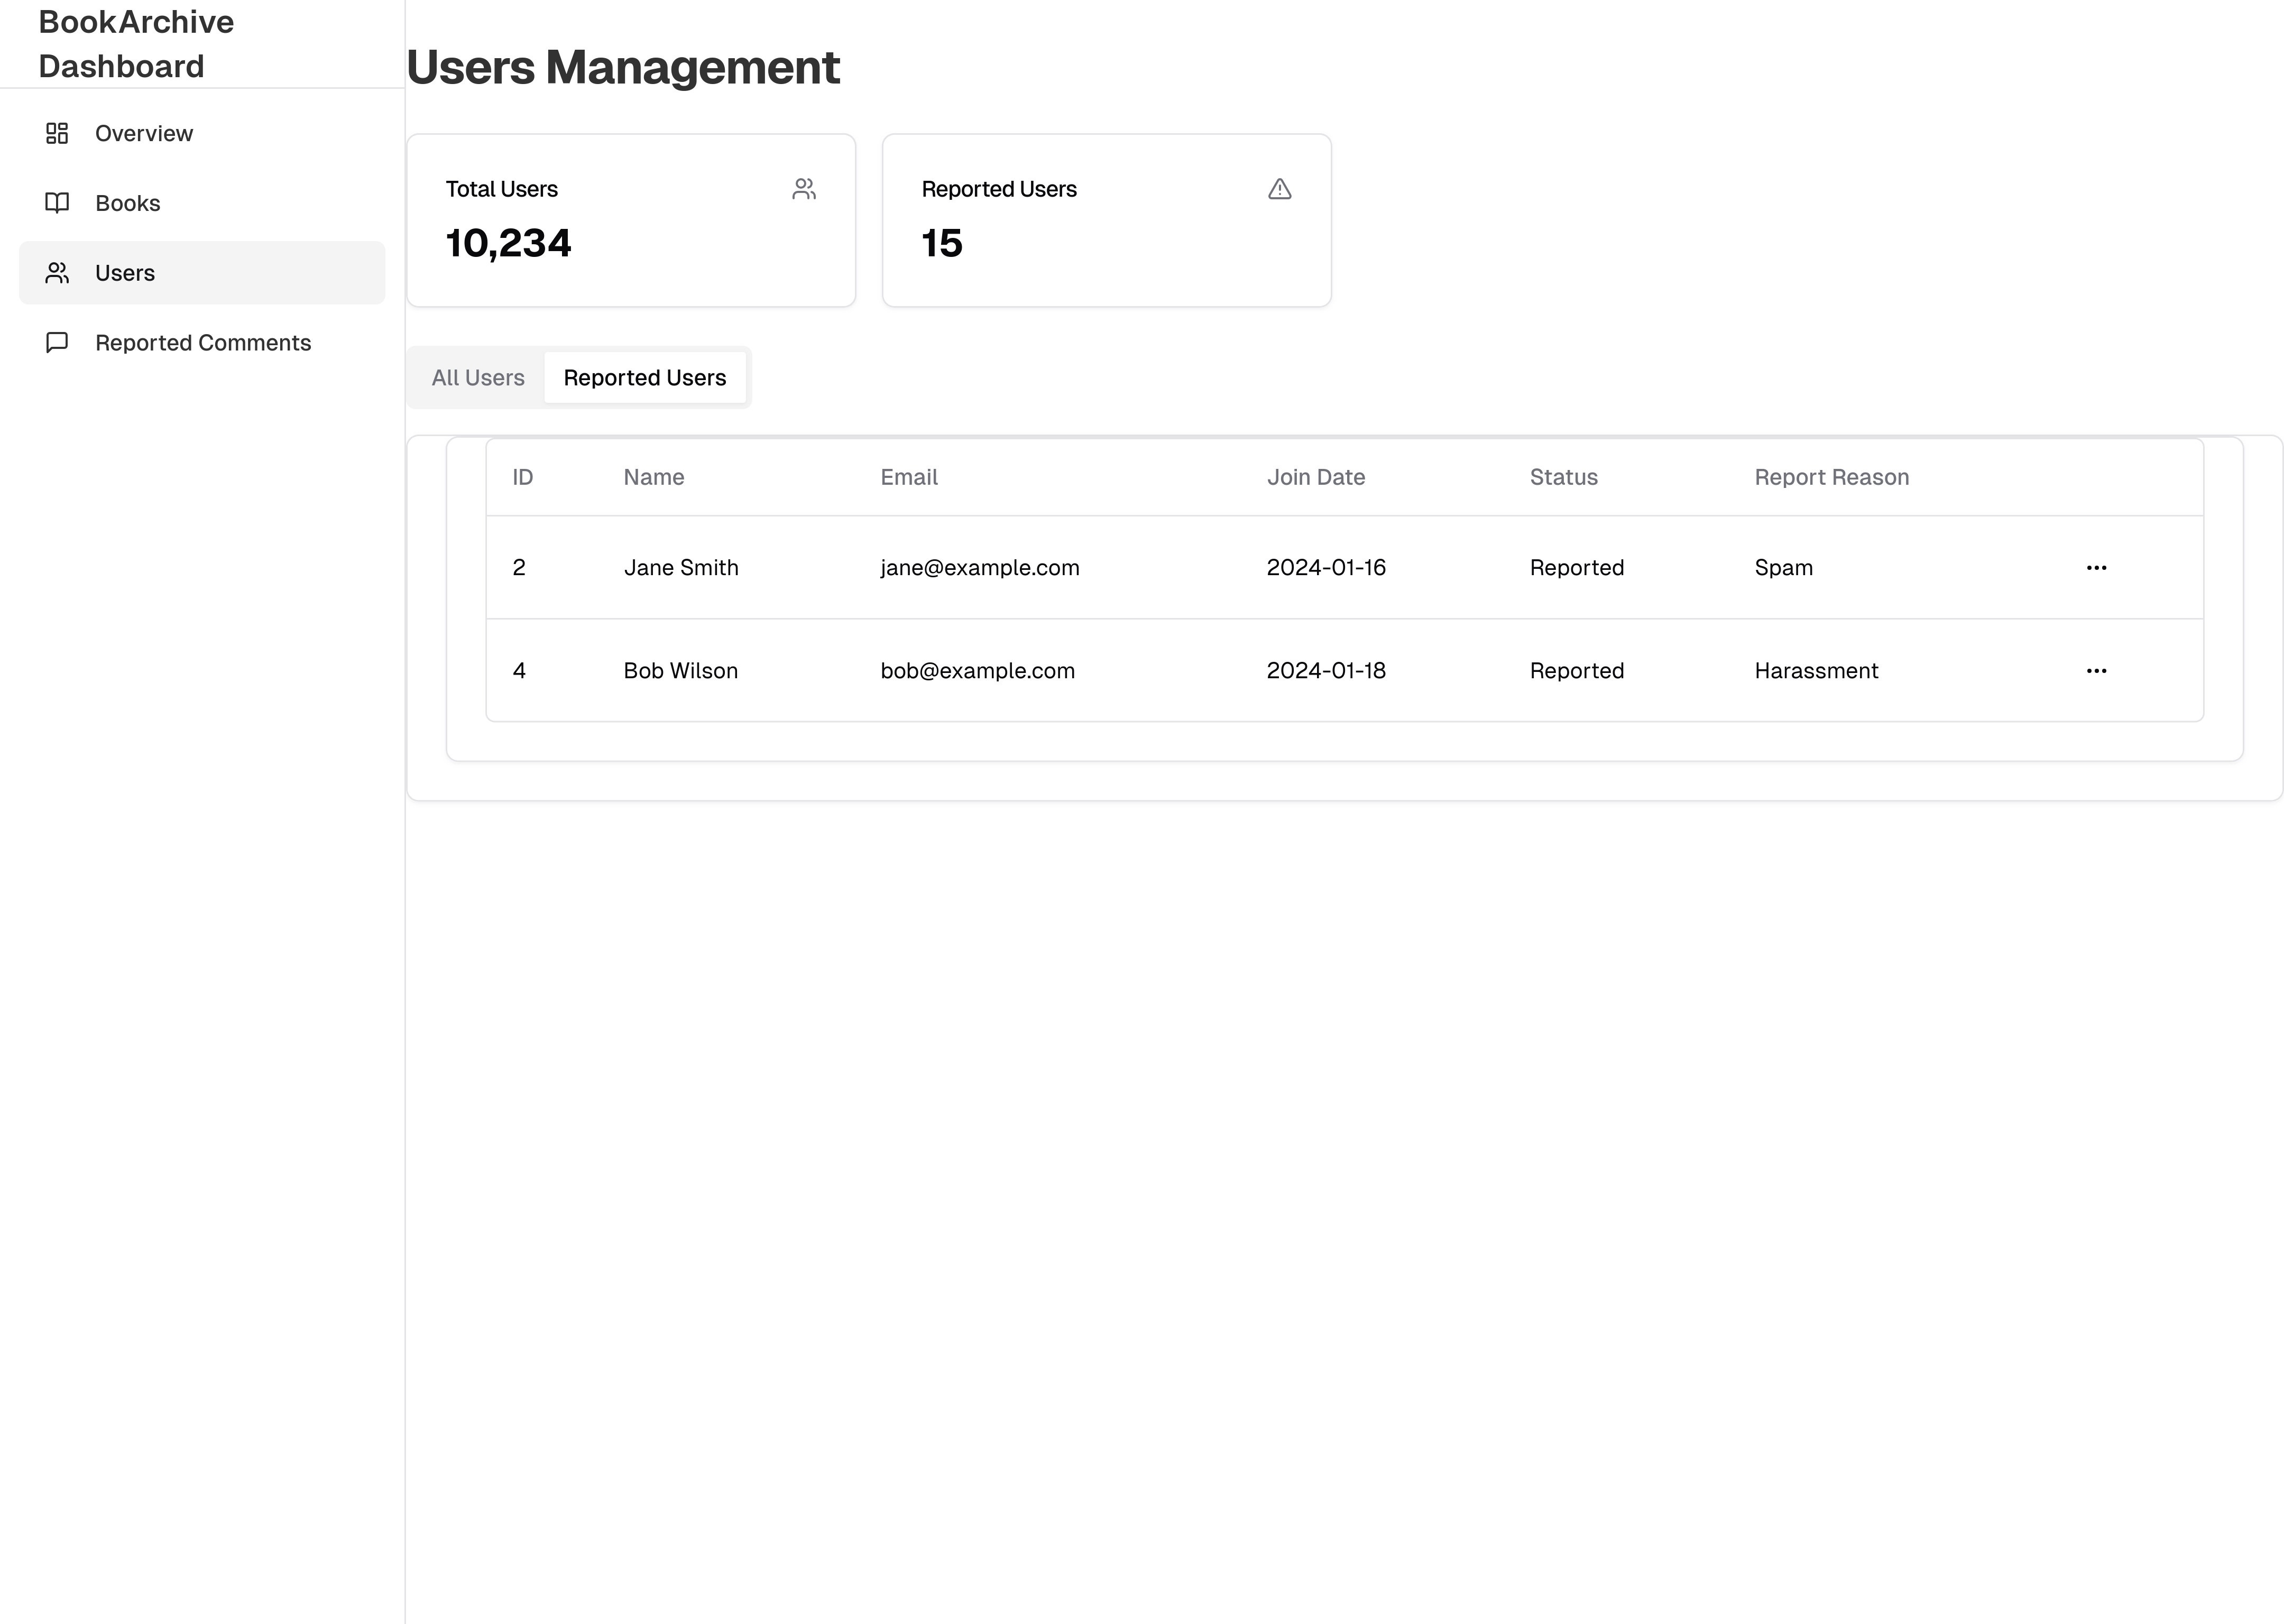 BookArchive
Dashboard
Overview
Books
Users
Reported Comments
Users Management
Total Users
10,234
Reported Users
15
All Users Reported Users
ID Name Email Join Date Status Report Reason
2 Jane Smith jane@example.com 2024-01-16 Reported Spam ...
4 Bob Wilson bob@example.com 2024-01-18 Reported Harassment ...